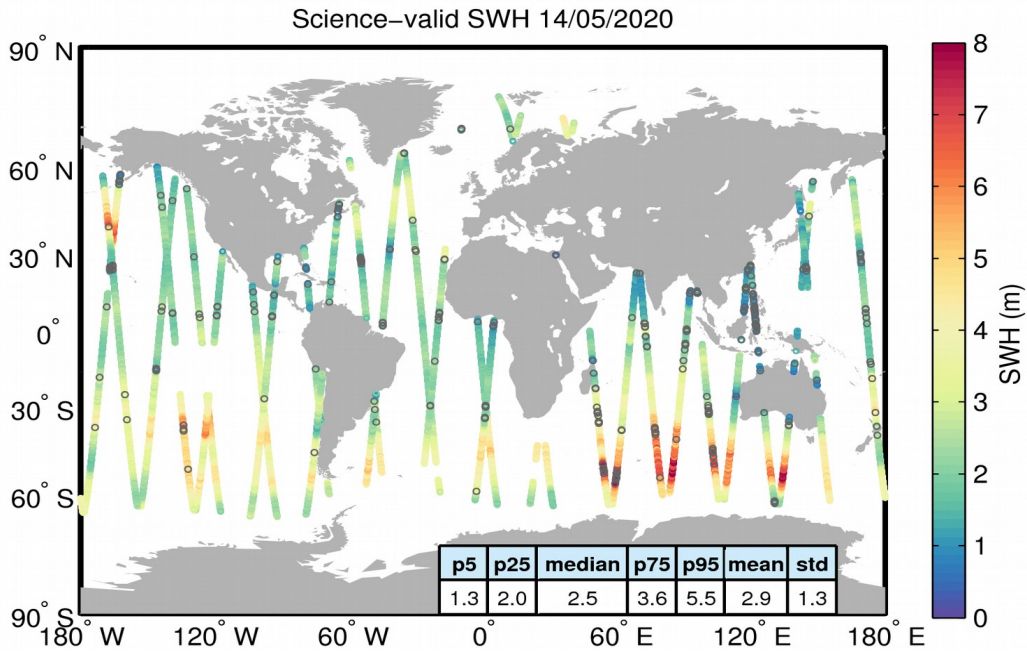 Science−valid SWH 14/05/2020
90° N
60° N
30° N
0°
30° S
60° S
90° S
180° W
120° W
60° W
0°
60° E
120° E
180° E
p5 p25 median p75 p95 mean std
1.3 2.0 2.5 3.6 5.5 2.9 1.3
8
7
6
5
4
3
2
1
0
SWH (m)